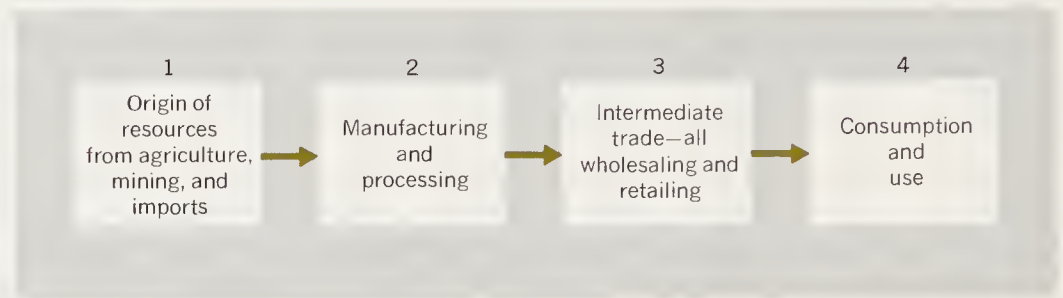 1
Origin of
resources
from agriculture,
mining, and
imports
2
Manufacturing
and
processing
3
Intermediate
trade—all
wholesaling and
retailing
4
Consumption
and
use